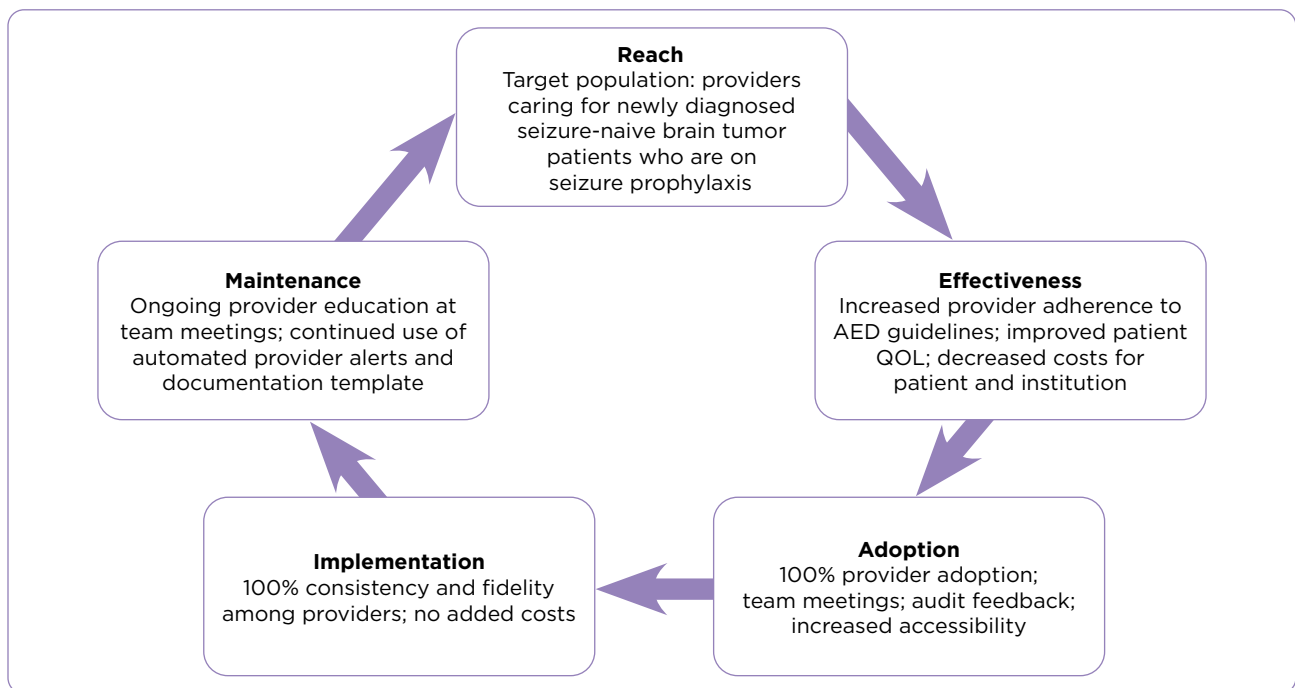 Reach
Target population: providers
caring for newly diagnosed
seizure-naive brain tumor
patients who are on
seizure prophylaxis
Effectiveness
Increased provider adherence to
AED guidelines; improved patient
QOL; decreased costs for
patient and institution
Adoption
100% provider adoption;
team meetings; audit feedback;
increased accessibility
Implementation
100% consistency and fidelity
among providers; no added costs
Maintenance
Ongoing provider education at
team meetings; continued use of
automated provider alerts and
documentation template